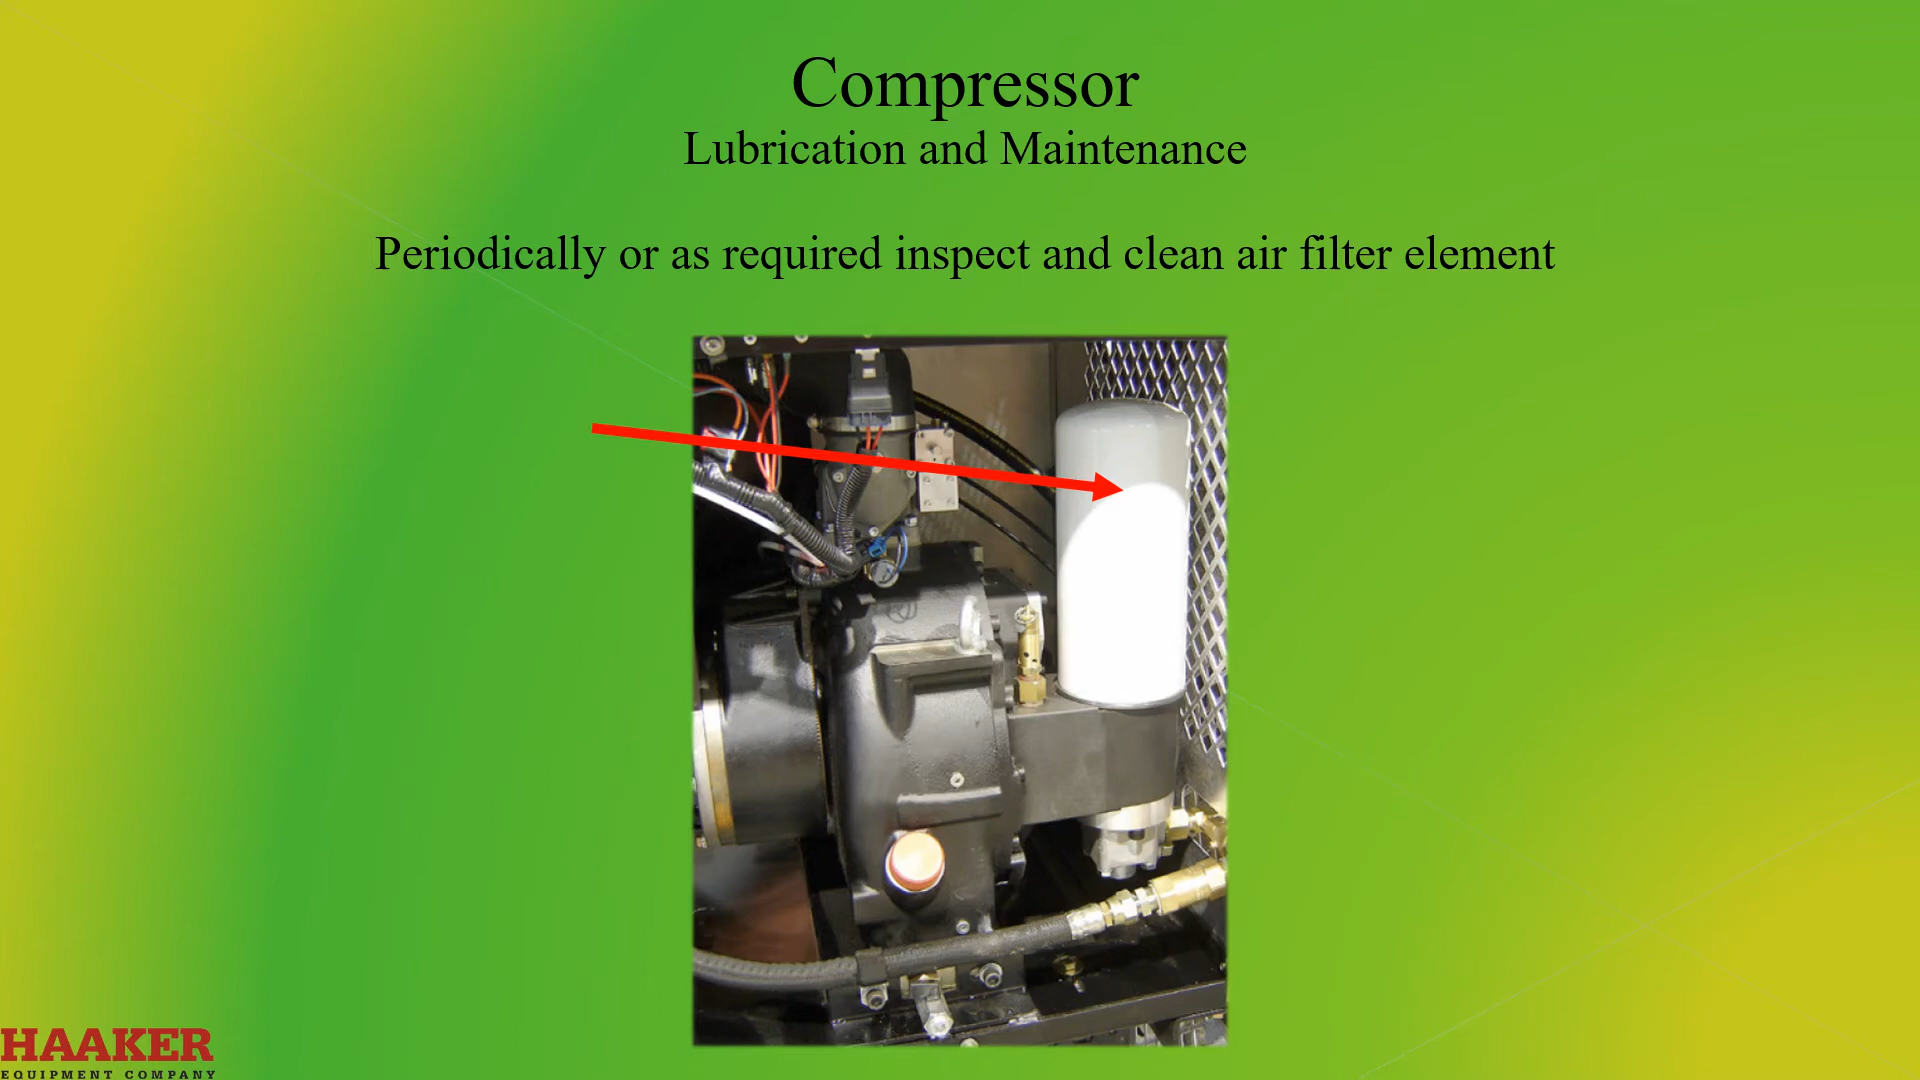 Compressor
Lubrication and Maintenance
Periodically or as required inspect and clean air filter element
HAAKER
EQUIPMENT COMPANY